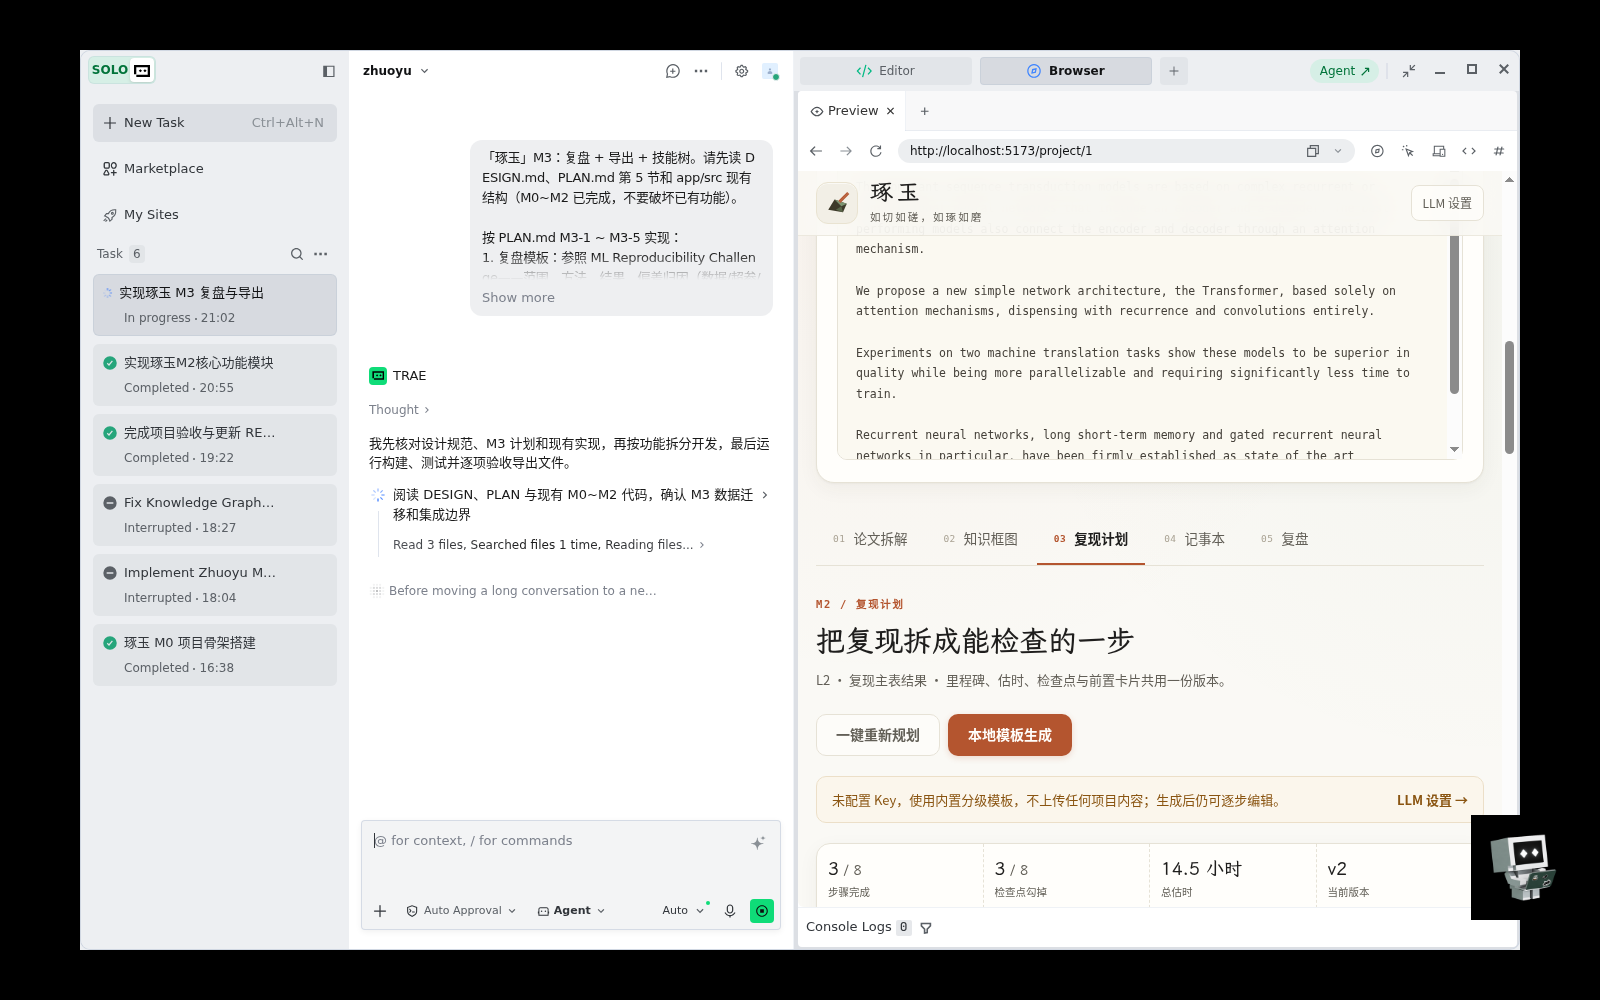 SOLO
New Task Ctrl+Alt+N
Marketplace
My Sites
Task 6
实现琢玉 M3 复盘与导出
In progress · 21:02
实现琢玉M2核心功能模块
Completed · 20:55
完成项目验收与更新 RE...
Completed · 19:22
Fix Knowledge Graph...
Interrupted · 18:27
Implement Zhuoyu M...
Interrupted · 18:04
琢玉 M0 项目骨架搭建
Completed · 16:38
zhuoyu
「琢玉」M3：复盘 + 导出 + 技能树。请先读 D
ESIGN.md、PLAN.md 第 5 节和 app/src 现有
结构（M0~M2 已完成，不要破坏已有功能）。
按 PLAN.md M3-1 ~ M3-5 实现：
1. 复盘模板：参照 ML Reproducibility Challen
Show more
TRAE
Thought
我先核对设计规范、M3 计划和现有实现，再按功能拆分开发，最后运
行构建、测试并逐项验收导出文件。
阅读 DESIGN、PLAN 与现有 M0~M2 代码，确认 M3 数据迁
移和集成边界
Read 3 files, Searched files 1 time, Reading files...
Before moving a long conversation to a ne...
@ for context, / for commands
Auto Approval
Agent
Auto
Editor
Browser
Agent
Preview
http://localhost:5173/project/1
琢玉
如切如磋，如琢如磨
LLM 设置
performing models also connect the encoder and decoder through an attention
mechanism.
We propose a new simple network architecture, the Transformer, based solely on
attention mechanisms, dispensing with recurrence and convolutions entirely.
Experiments on two machine translation tasks show these models to be superior in
quality while being more parallelizable and requiring significantly less time to
train.
Recurrent neural networks, long short-term memory and gated recurrent neural
networks in particular, have been firmly established as state of the art
01 论文拆解
02 知识框图
03 复现计划
04 记事本
05 复盘
M2 / 复现计划
把复现拆成能检查的一步
L2 · 复现主表结果 · 里程碑、估时、检查点与前置卡片共用一份版本。
一键重新规划
本地模板生成
未配置 Key，使用内置分级模板，不上传任何项目内容；生成后仍可逐步编辑。
LLM 设置 →
3 / 8
步骤完成
3 / 8
检查点勾掉
14.5 小时
总估时
v2
当前版本
Console Logs 0